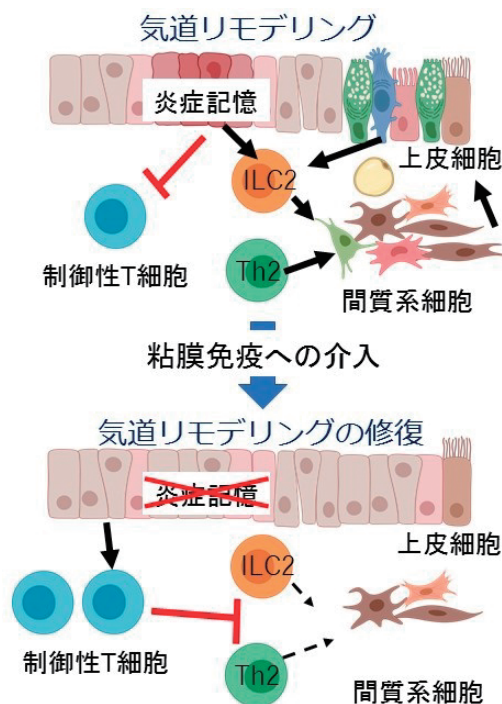 気道リモデリング
炎症記憶
上皮細胞
ILC2
制御性T細胞
Th2
間質系細胞
粘膜免疫への介入
気道リモデリングの修復
炎症記憶
上皮細胞
ILC2
制御性T細胞
Th2
間質系細胞